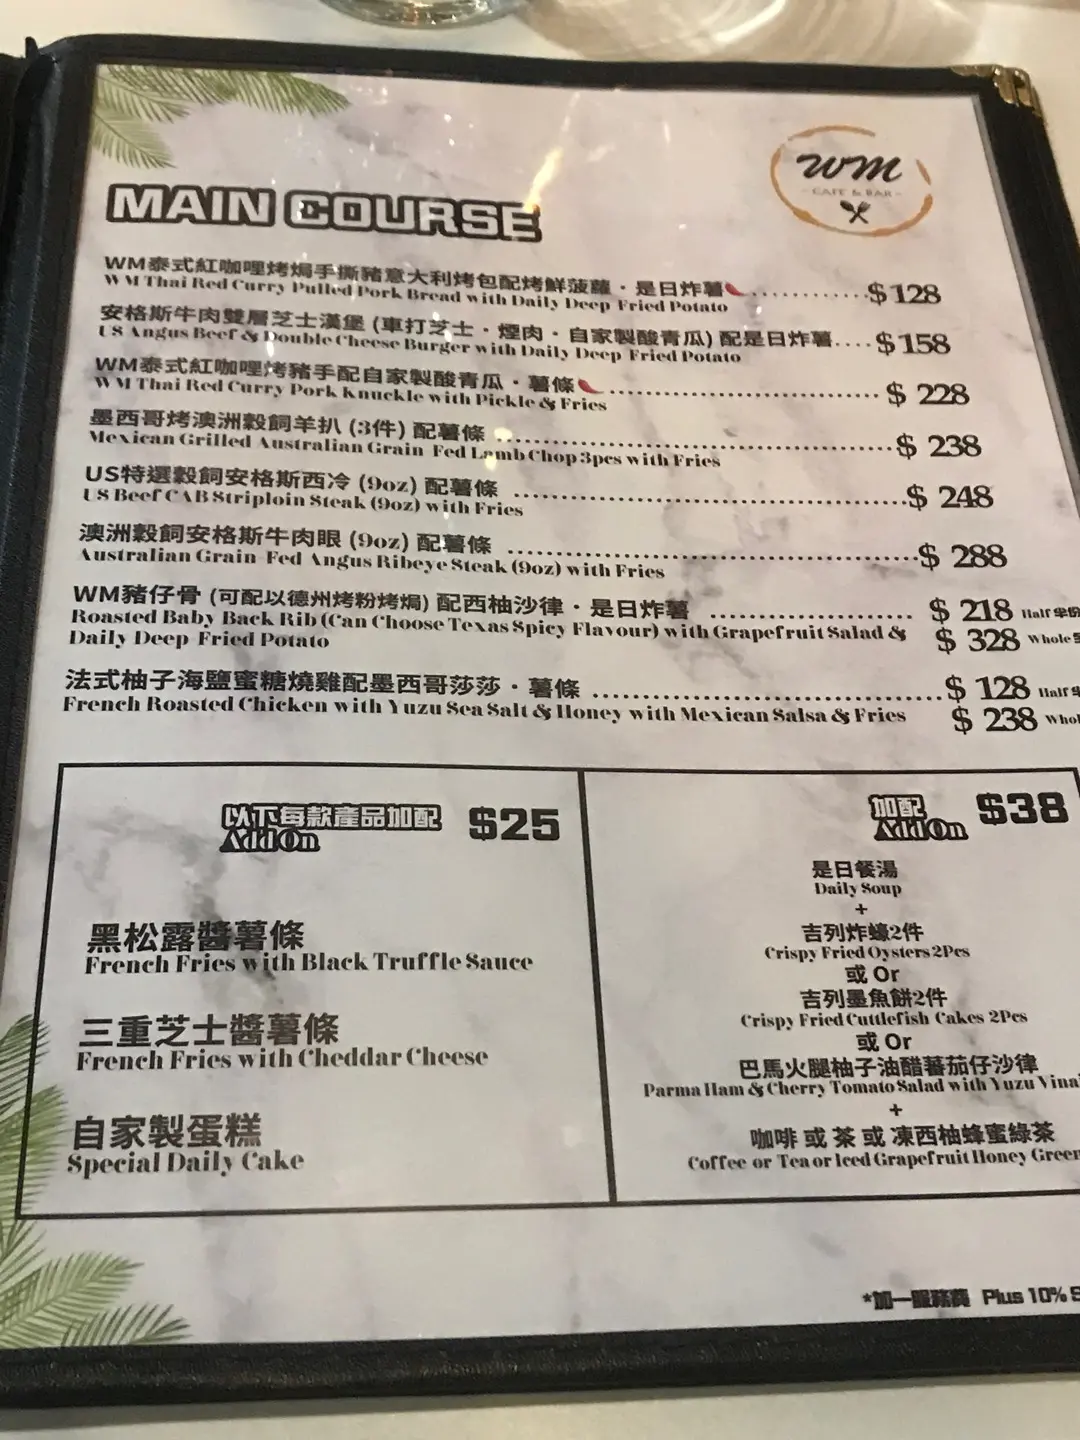 WM
CAFE & BAR
MAIN COURSE
WM泰式紅咖哩烤焗手撕豬意大利烤包配烤鮮菠蘿・是日炸薯 $128
WM Thai Red Curry Pulled Pork Bread with Daily Deep Fried Potato
安格斯牛肉雙層芝士漢堡 (車打芝士・煙肉・自家製酸青瓜) 配是日炸薯 $158
US Angus Beef & Double Cheese Burger with Daily Deep Fried Potato
WM泰式紅咖哩烤豬手配自家製酸青瓜・薯條 $ 228
WM Thai Red Curry Pork Knuckle with Pickle & Fries
墨西哥烤澳洲穀飼羊扒 (3件) 配薯條 $ 238
Mexican Grilled Australian Grain-Fed Lamb Chop 3pcs with Fries
US特選穀飼安格斯西冷 (9oz) 配薯條 $ 248
US Beef CAB Striploin Steak (9oz) with Fries
澳洲穀飼安格斯牛肉眼 (9oz) 配薯條 $ 288
Australian Grain-Fed Angus Ribeye Steak (9oz) with Fries
WM豬仔骨 (可配以德州烤粉烤焗) 配西柚沙律・是日炸薯 $ 218 Half 半份
Roasted Baby Back Rib (Can Choose Texas Spicy Flavour) with Grapefruit Salad & $ 328 Whole
Daily Deep-Fried Potato
法式柚子海鹽蜜糖燒雞配墨西哥莎莎・薯條 $ 128 Half
French Roasted Chicken with Yuzu Sea Salt & Honey with Mexican Salsa & Fries $ 238
以下每款產品加配 $25
Add On
黑松露醬薯條
French Fries with Black Truffle Sauce
三重芝士醬薯條
French Fries with Cheddar Cheese
自家製蛋糕
Special Daily Cake
加配 $38
Add On
是日餐湯
Daily Soup
+
吉列炸蠔2件
Crispy Fried Oysters 2Pcs
或 Or
吉列墨魚餅2件
Crispy Fried Cuttlefish Cakes 2Pcs
或 Or
巴馬火腿柚子油醋蕃茄仔沙律
Parma Ham & Cherry Tomato Salad with Yuzu
+
咖啡 或 茶 或 凍西柚蜂蜜綠茶
Coffee or Tea or Iced Grapefruit Honey Green
*加一服務費 Plus 10%